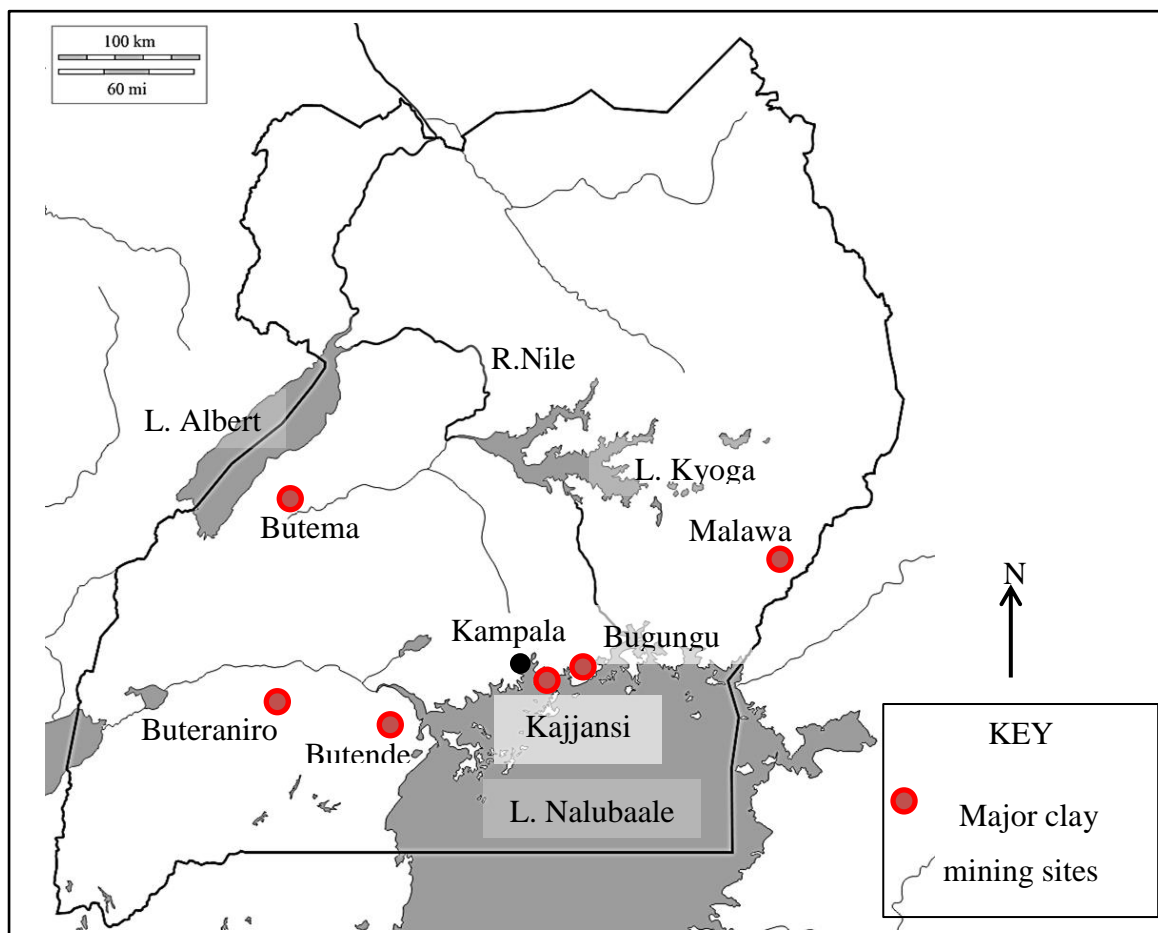 100 km
60 mi
R.Nile
L. Albert
L. Kyoga
Butema
Malawa
N
Kampala
Bugungu
Buteraniro
Kajjansi
Butende
L. Nalubaale
KEY
Major clay
mining sites